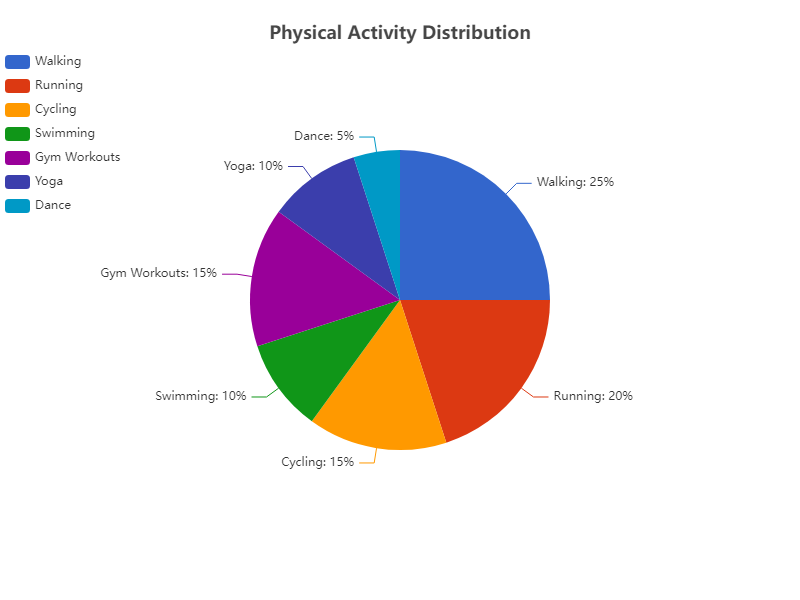 Physical Activity Distribution
Walking
Running
Cycling
Swimming
Gym Workouts
Yoga
Dance
Dance: 5%
Yoga: 10%
Walking: 25%
Gym Workouts: 15%
Swimming: 10%
Running: 20%
Cycling: 15%